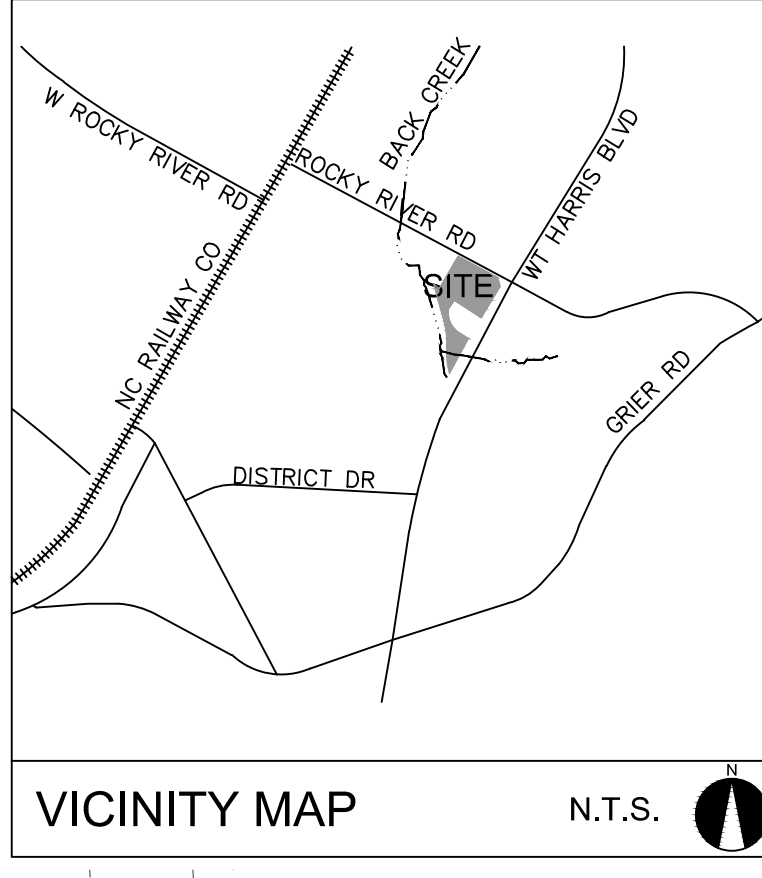 W ROCKY RIVER RD
BACK CREEK
ROCKY RIVER RD
WT HARRIS BLVD
NC RAILWAY CO
SITE
GRIER RD
DISTRICT DR
VICINITY MAP
N.T.S.
N